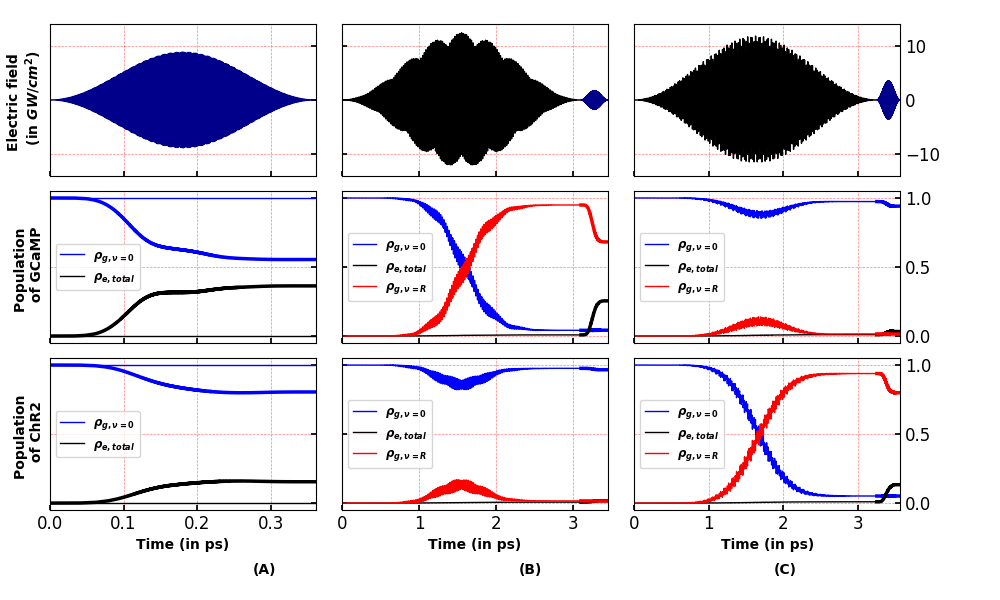 Electric field
(in GW/cm²)
10
0
−10
Population
of GCaMP
ρg,ν=0
ρe,total
ρg,ν=0
ρe,total
ρg,ν=R
ρg,ν=0
ρe,total
ρg,ν=R
1.0
0.5
0.0
Population
of ChR2
ρg,ν=0
ρe,total
ρg,ν=0
ρe,total
ρg,ν=R
ρg,ν=0
ρe,total
ρg,ν=R
1.0
0.5
0.0
0.0 0.1 0.2 0.3
0 1 2 3
0 1 2 3
Time (in ps)
Time (in ps)
Time (in ps)
(A)
(B)
(C)